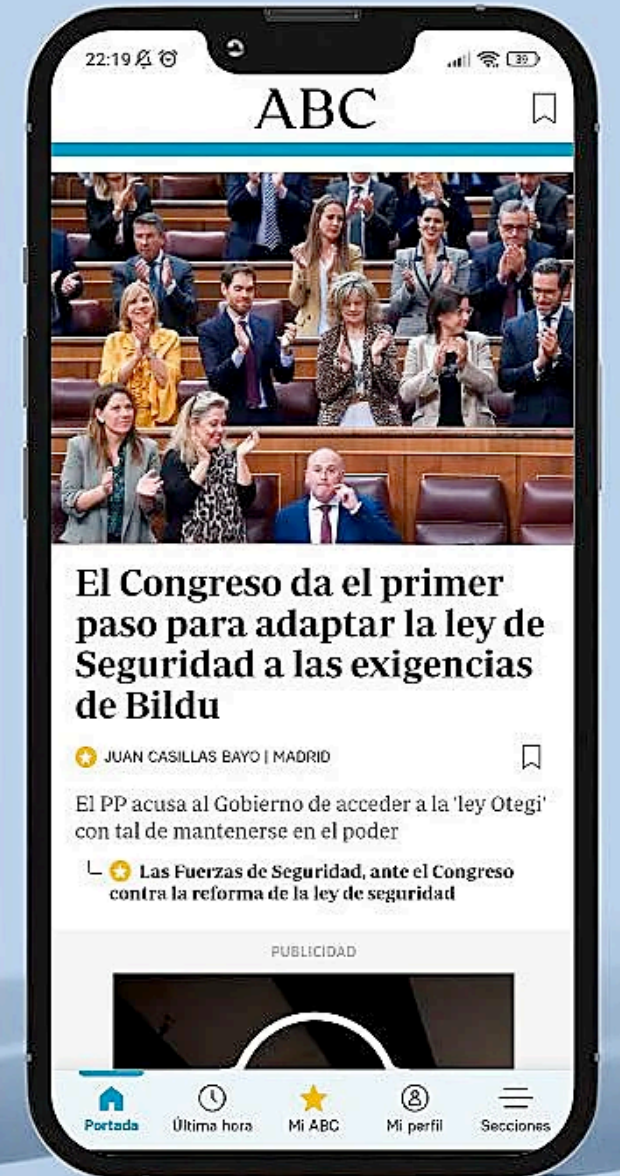 22:19
39
ABC
El Congreso da el primer
paso para adaptar la ley de
Seguridad a las exigencias
de Bildu
JUAN CASILLAS BAYO | MADRID
El PP acusa al Gobierno de acceder a la 'ley Otegi'
con tal de mantenerse en el poder
Las Fuerzas de Seguridad, ante el Congreso
contra la reforma de la ley de seguridad
PUBLICIDAD
Portada Última hora Mi ABC Mi perfil Secciones